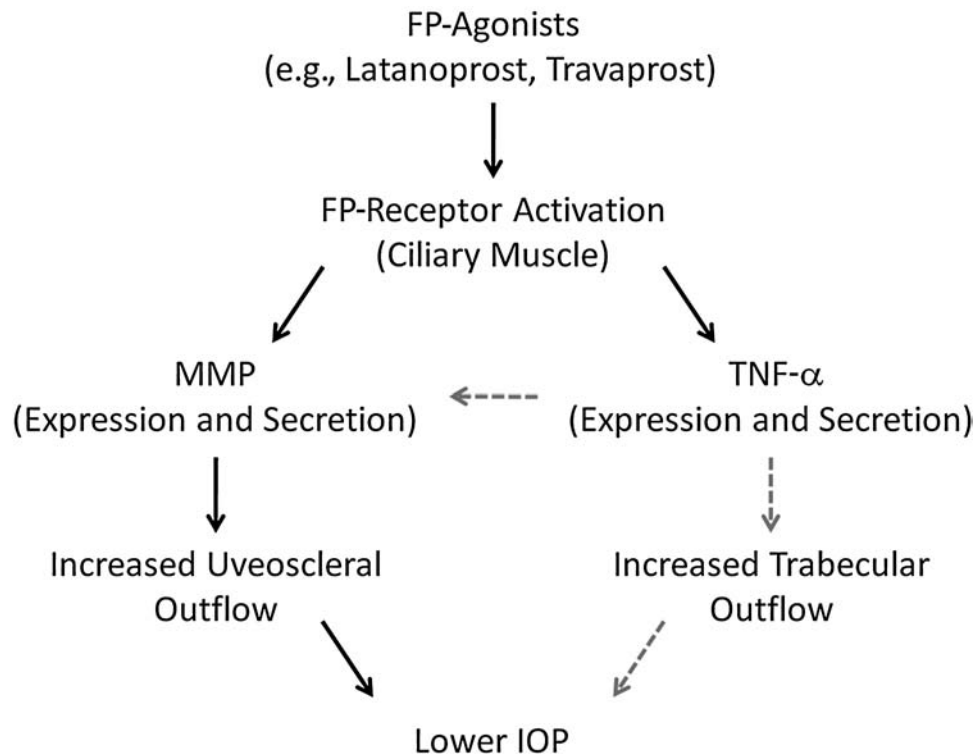 FP-Agonists
(e.g., Latanoprost, Travaprost)
FP-Receptor Activation
(Ciliary Muscle)
MMP
(Expression and Secretion)
TNF-α
(Expression and Secretion)
Increased Uveoscleral
Outflow
Increased Trabecular
Outflow
Lower IOP